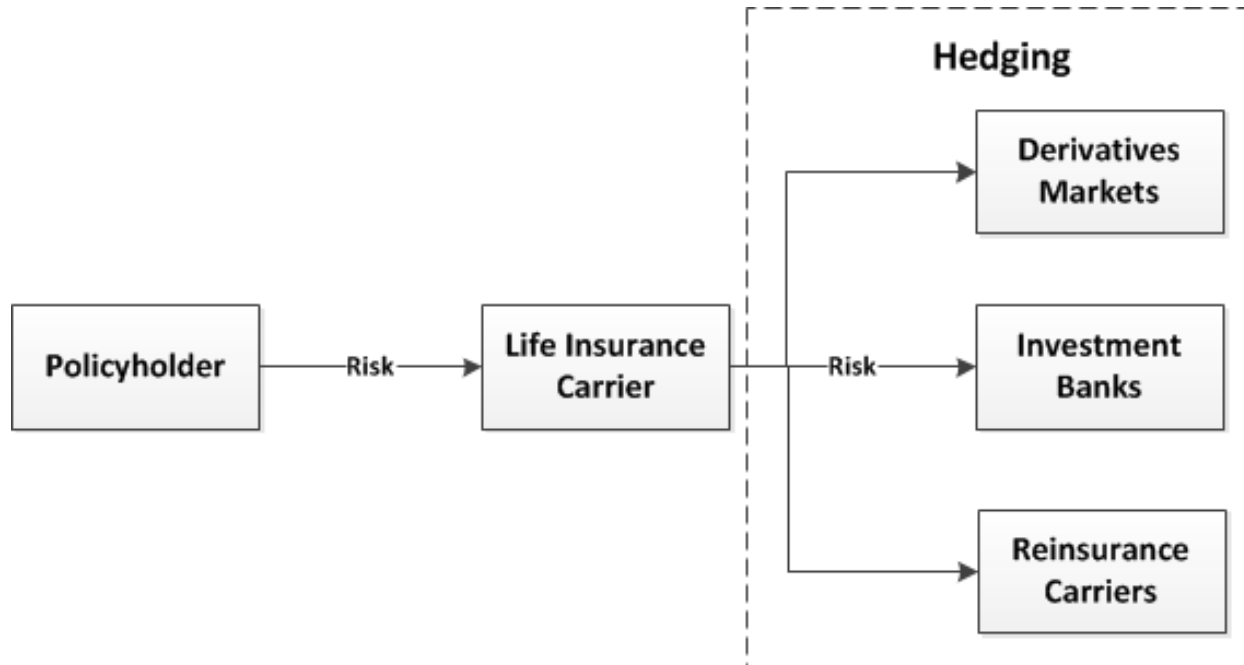 Hedging
Derivatives
Markets
Policyholder
Risk
Life Insurance
Carrier
Risk
Investment
Banks
Reinsurance
Carriers